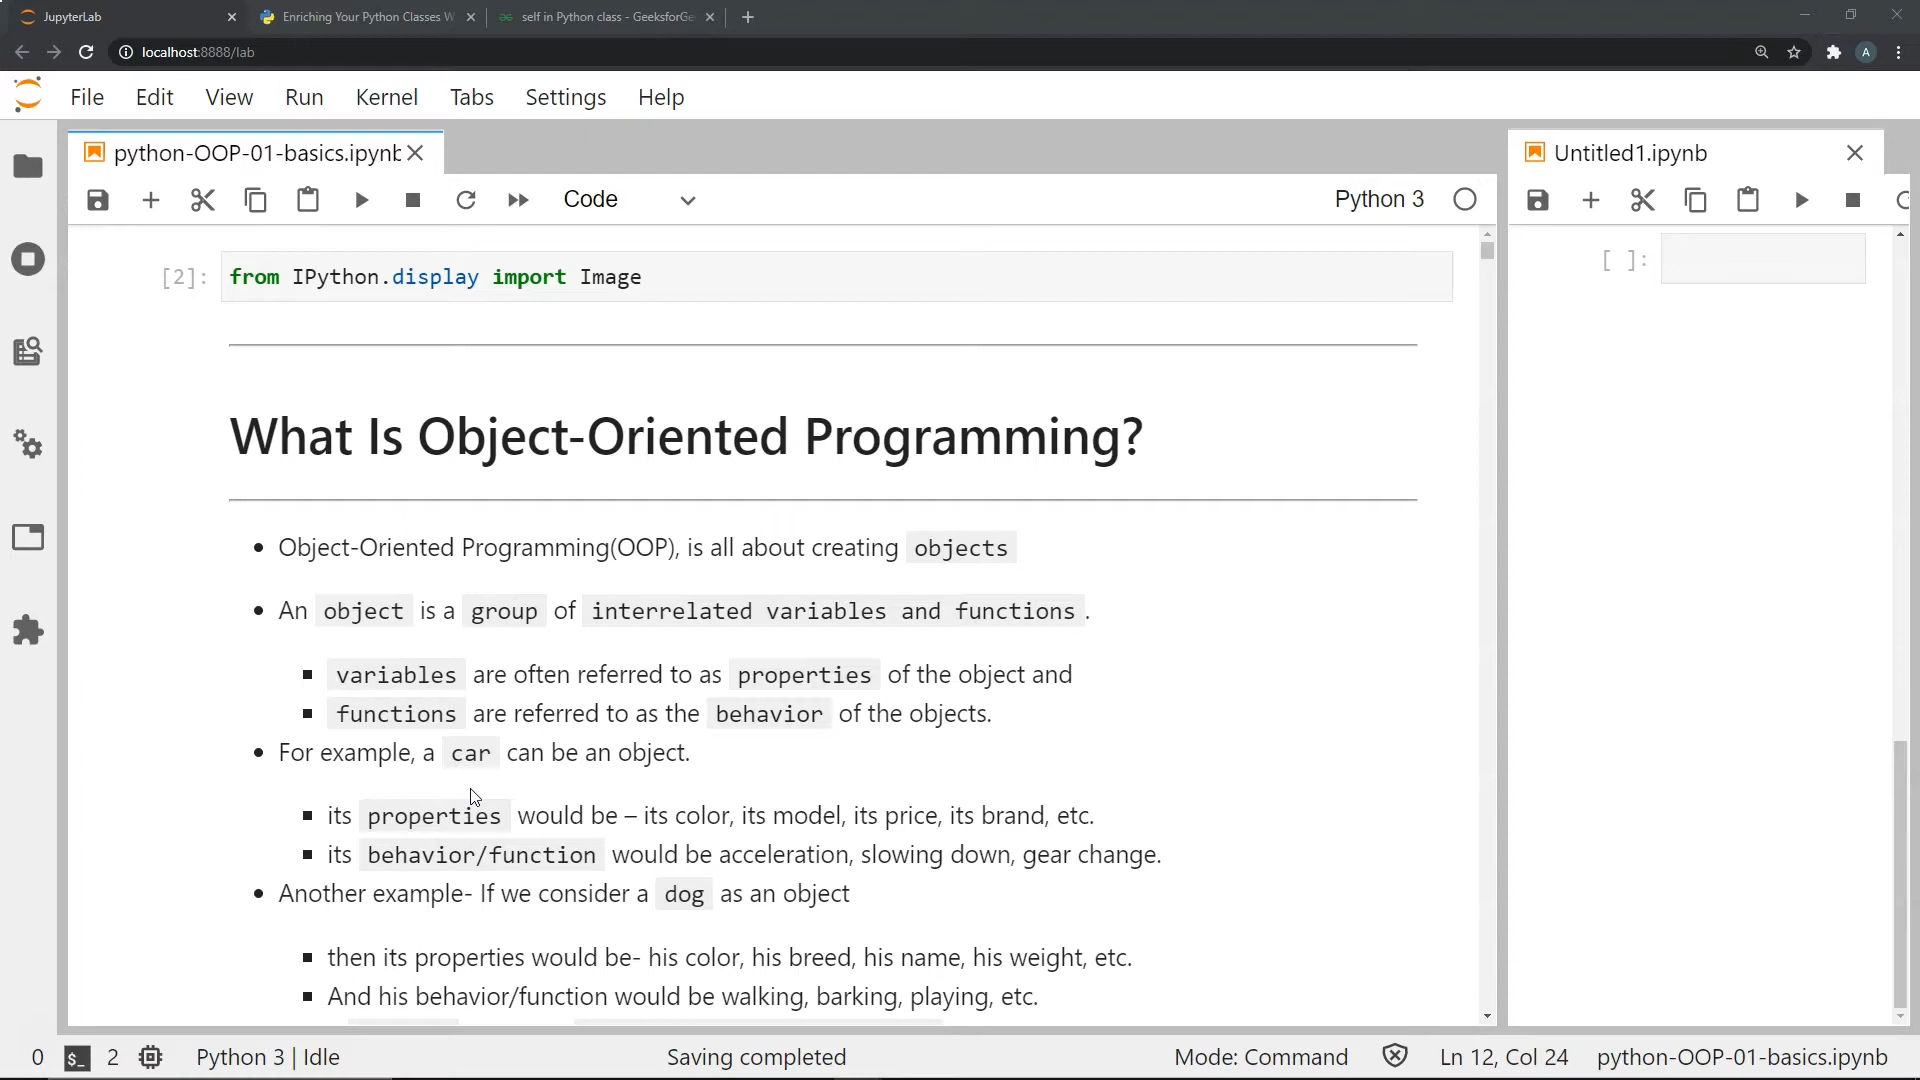 JupyterLab
Enriching Your Python Classes W
self in Python class - GeeksforGe
localhost:8888/lab
A
File Edit View Run Kernel Tabs Settings Help
python-OOP-01-basics.ipynb
Untitled1.ipynb
Code
Python 3
[2]: from IPython.display import Image
[ ]:
What Is Object-Oriented Programming?
• Object-Oriented Programming(OOP), is all about creating objects
• An object is a group of interrelated variables and functions.
▪ variables are often referred to as properties of the object and
▪ functions are referred to as the behavior of the objects.
• For example, a car can be an object.
▪ its properties would be – its color, its model, its price, its brand, etc.
▪ its behavior/function would be acceleration, slowing down, gear change.
• Another example- If we consider a dog as an object
▪ then its properties would be- his color, his breed, his name, his weight, etc.
▪ And his behavior/function would be walking, barking, playing, etc.
0 $_ 2 Python 3 | Idle Saving completed Mode: Command Ln 12, Col 24 python-OOP-01-basics.ipynb